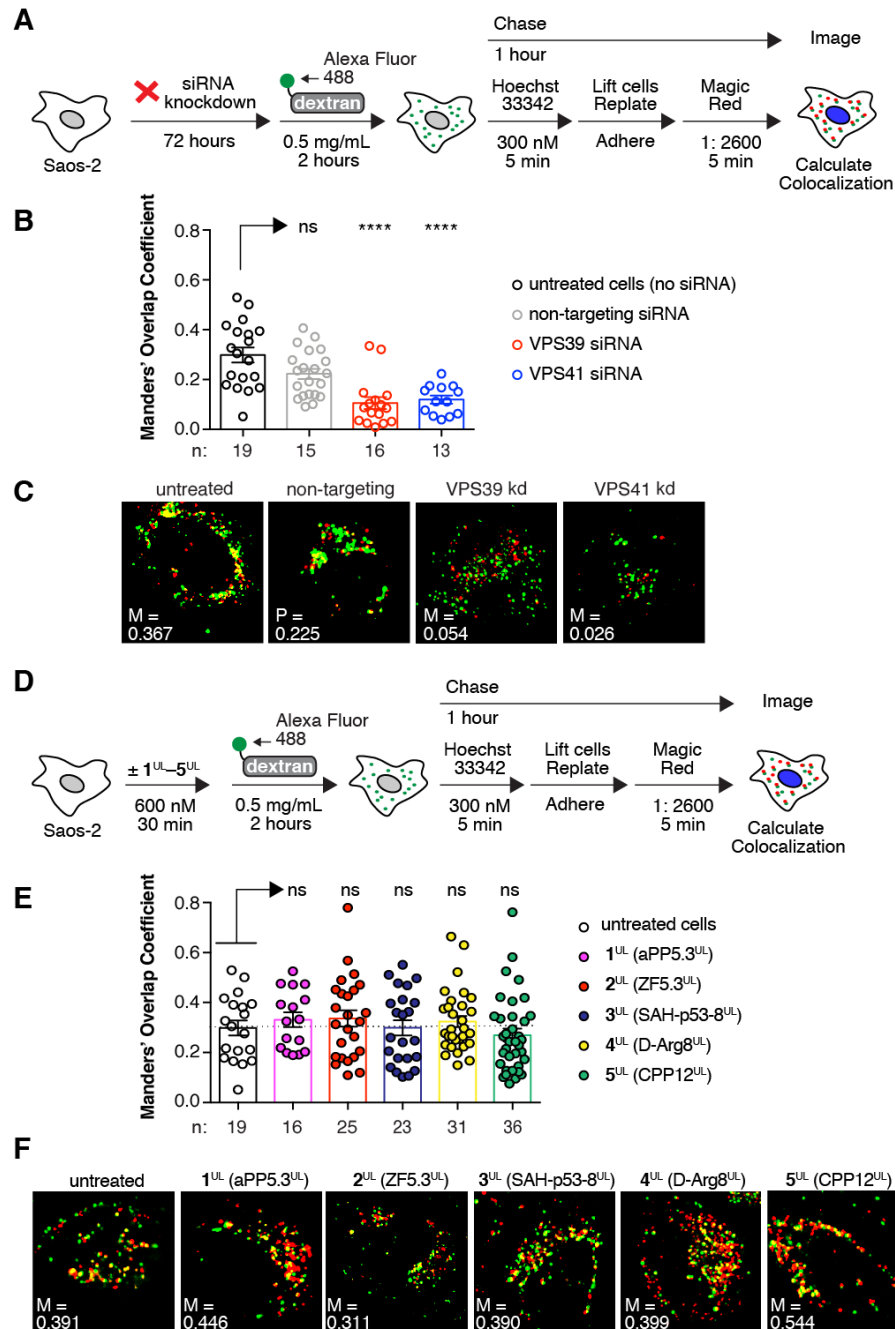 A
Chase
1 hour
Image
siRNA
knockdown
72 hours
Alexa Fluor
488
dextran
0.5 mg/mL
2 hours
Hoechst
33342
300 nM
5 min
Lift cells
Replate
Adhere
Magic
Red
1: 2600
5 min
Saos-2
Calculate
Colocalization
B
Manders' Overlap Coefficient
0.8
0.6
0.4
0.2
0.0
ns
****
****
n:
19
15
16
13
untreated cells (no siRNA)
non-targeting siRNA
VPS39 siRNA
VPS41 siRNA
C
untreated
non-targeting
VPS39 kd
VPS41 kd
M =
0.367
P =
0.225
M =
0.054
M =
0.026
D
Chase
1 hour
Image
± 1UL–5UL
600 nM
30 min
Alexa Fluor
488
dextran
0.5 mg/mL
2 hours
Hoechst
33342
300 nM
5 min
Lift cells
Replate
Adhere
Magic
Red
1: 2600
5 min
Saos-2
Calculate
Colocalization
E
Manders' Overlap Coefficient
0.8
0.6
0.4
0.2
0.0
ns
ns
ns
ns
ns
n:
19
16
25
23
31
36
untreated cells
1UL (aPP5.3UL)
2UL (ZF5.3UL)
3UL (SAH-p53-8UL)
4UL (D-Arg8UL)
5UL (CPP12UL)
F
untreated
1UL (aPP5.3UL)
2UL (ZF5.3UL)
3UL (SAH-p53-8UL)
4UL (D-Arg8UL)
5UL (CPP12UL)
M =
0.391
M =
0.446
M =
0.311
M =
0.390
M =
0.399
M =
0.544